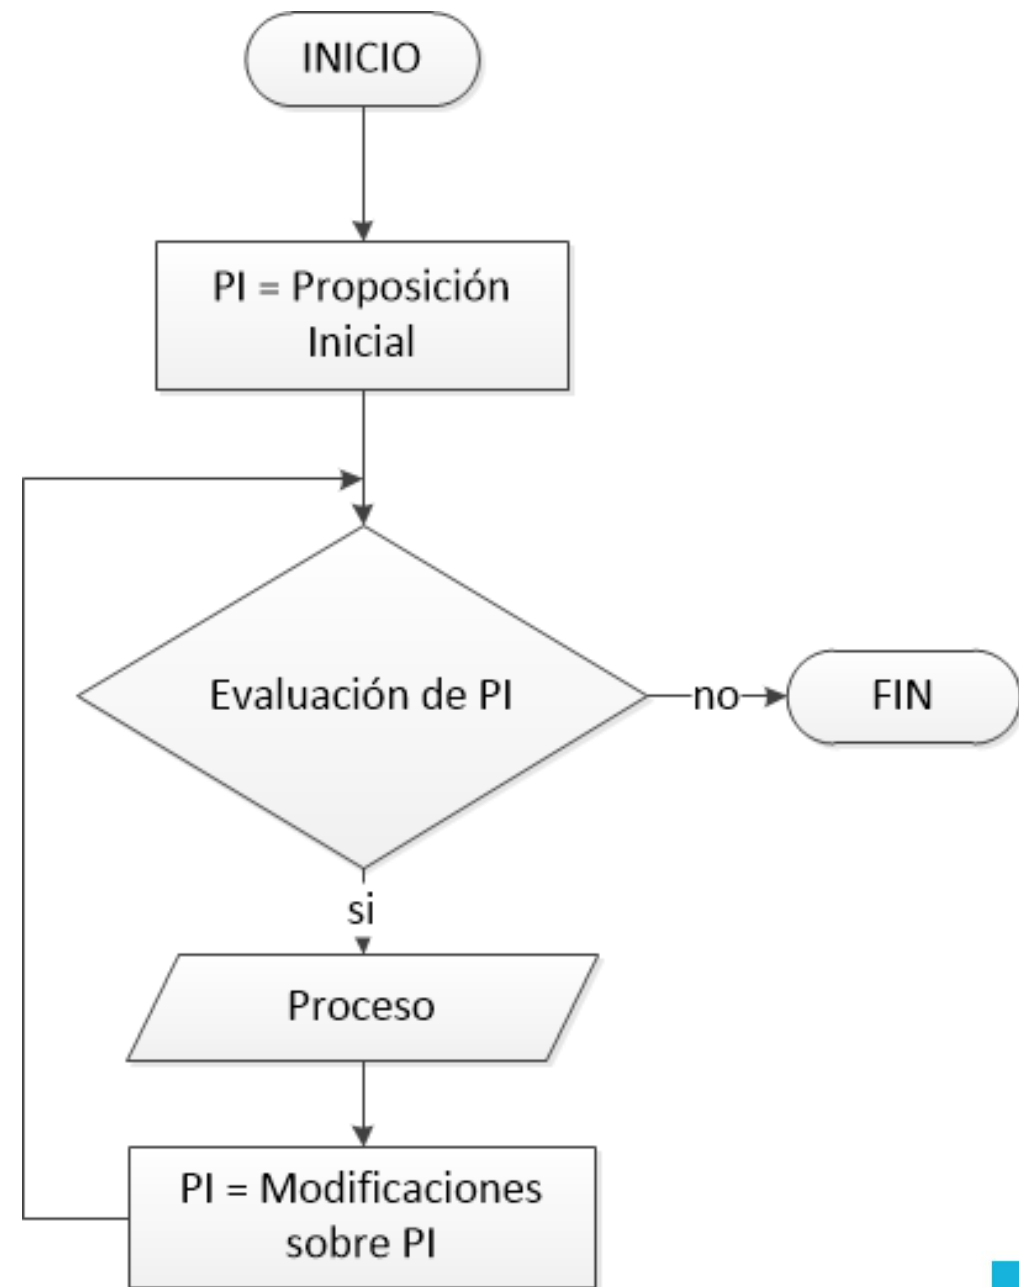 INICIO
PI = Proposición
Inicial
Evaluación de PI
no
FIN
si
Proceso
PI = Modificaciones
sobre PI